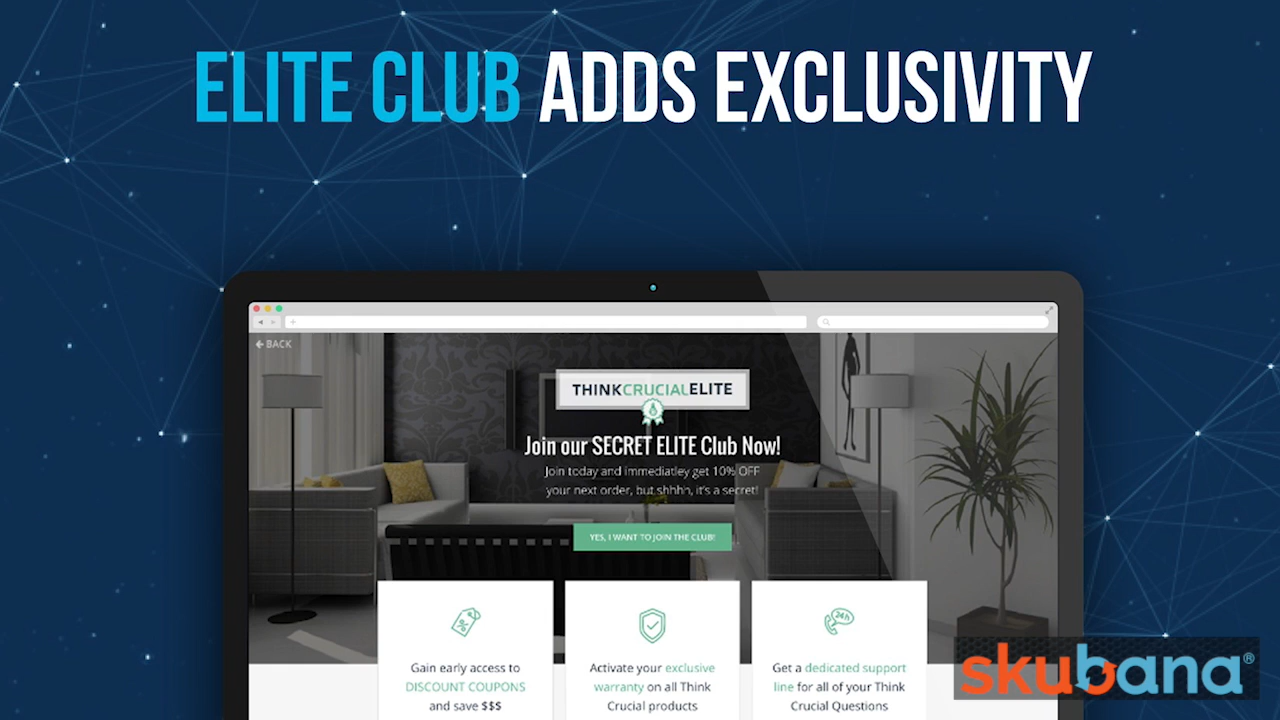 ELITE CLUB ADDS EXCLUSIVITY
← BACK
THINKCRUCIALELITE
Join our SECRET ELITE Club Now!
Join today and immediatley get 10% OFF
your next order, but shhhh, it's a secret!
YES, I WANT TO JOIN THE CLUB!
%
24h
Gain early access to
DISCOUNT COUPONS
and save $$$
Activate your exclusive
warranty on all Think
Crucial products
Get a dedicated support
line for all of your Think
Crucial Questions
skubana®